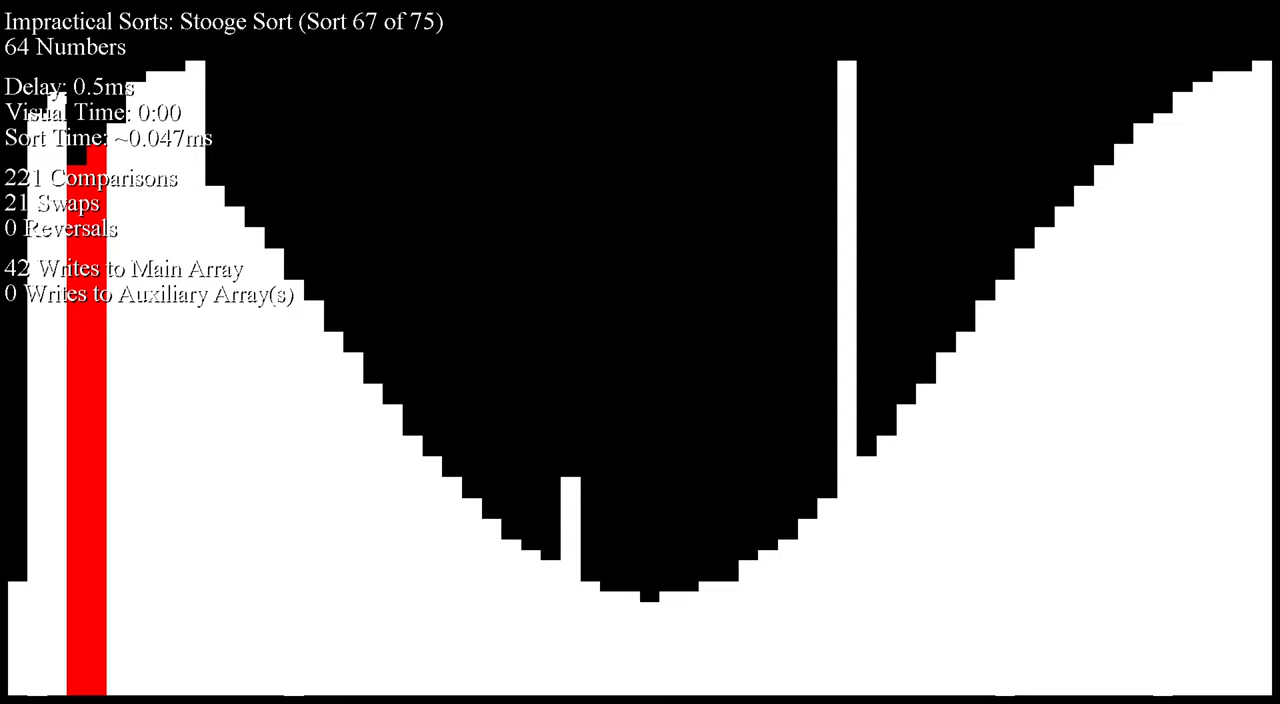 Impractical Sorts: Stooge Sort (Sort 67 of 75)
64 Numbers
Delay: 0.5ms
Visual Time: 0:00
Sort Time: ~0.047ms
221 Comparisons
21 Swaps
0 Reversals
42 Writes to Main Array
0 Writes to Auxiliary Array(s)